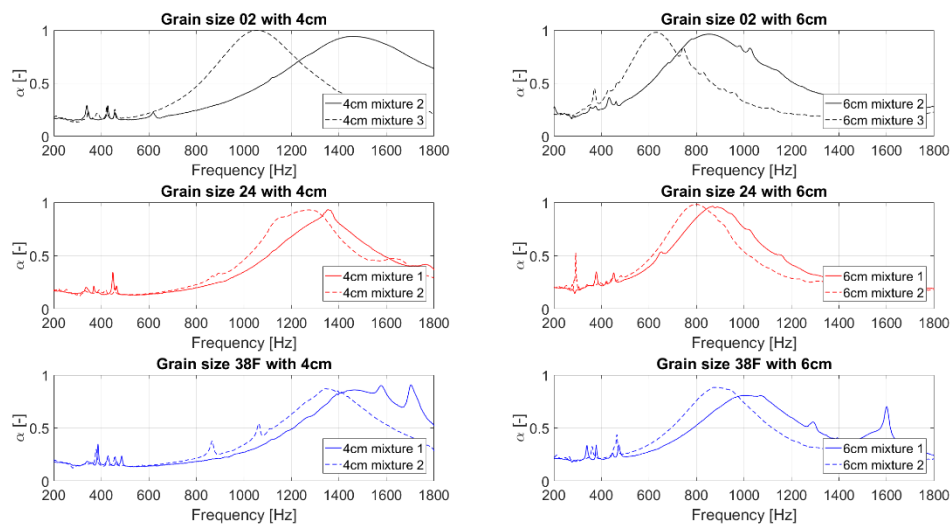 Grain size 02 with 4cm
1
0.5
0
α [-]
4cm mixture 2
4cm mixture 3
200 400 600 800 1000 1200 1400 1600 1800
Frequency [Hz]
Grain size 02 with 6cm
1
0.5
0
α [-]
6cm mixture 2
6cm mixture 3
200 400 600 800 1000 1200 1400 1600 1800
Frequency [Hz]
Grain size 24 with 4cm
1
0.5
0
α [-]
4cm mixture 1
4cm mixture 2
200 400 600 800 1000 1200 1400 1600 1800
Frequency [Hz]
Grain size 24 with 6cm
1
0.5
0
α [-]
6cm mixture 1
6cm mixture 2
200 400 600 800 1000 1200 1400 1600 1800
Frequency [Hz]
Grain size 38F with 4cm
1
0.5
0
α [-]
4cm mixture 1
4cm mixture 2
200 400 600 800 1000 1200 1400 1600 1800
Frequency [Hz]
Grain size 38F with 6cm
1
0.5
0
α [-]
6cm mixture 1
6cm mixture 2
200 400 600 800 1000 1200 1400 1600 1800
Frequency [Hz]